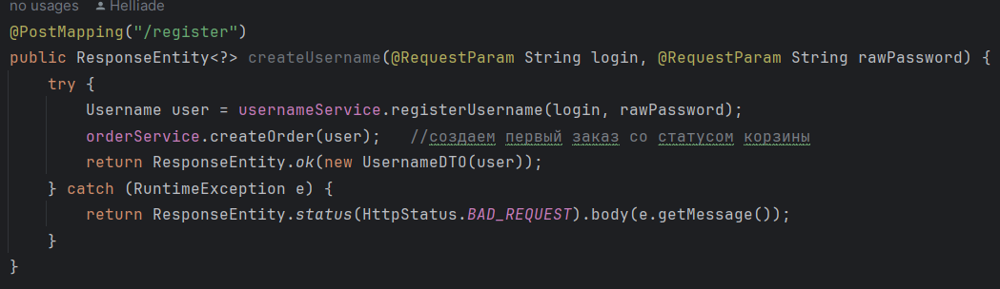 no usages Helliade
@PostMapping("/register")
public ResponseEntity<?> createUsername(@RequestParam String login, @RequestParam String rawPassword) {
try {
Username user = usernameService.registerUsername(login, rawPassword);
orderService.createOrder(user); //создаем первый заказ со статусом корзины
return ResponseEntity.ok(new UsernameDTO(user));
} catch (RuntimeException e) {
return ResponseEntity.status(HttpStatus.BAD_REQUEST).body(e.getMessage());
}
}